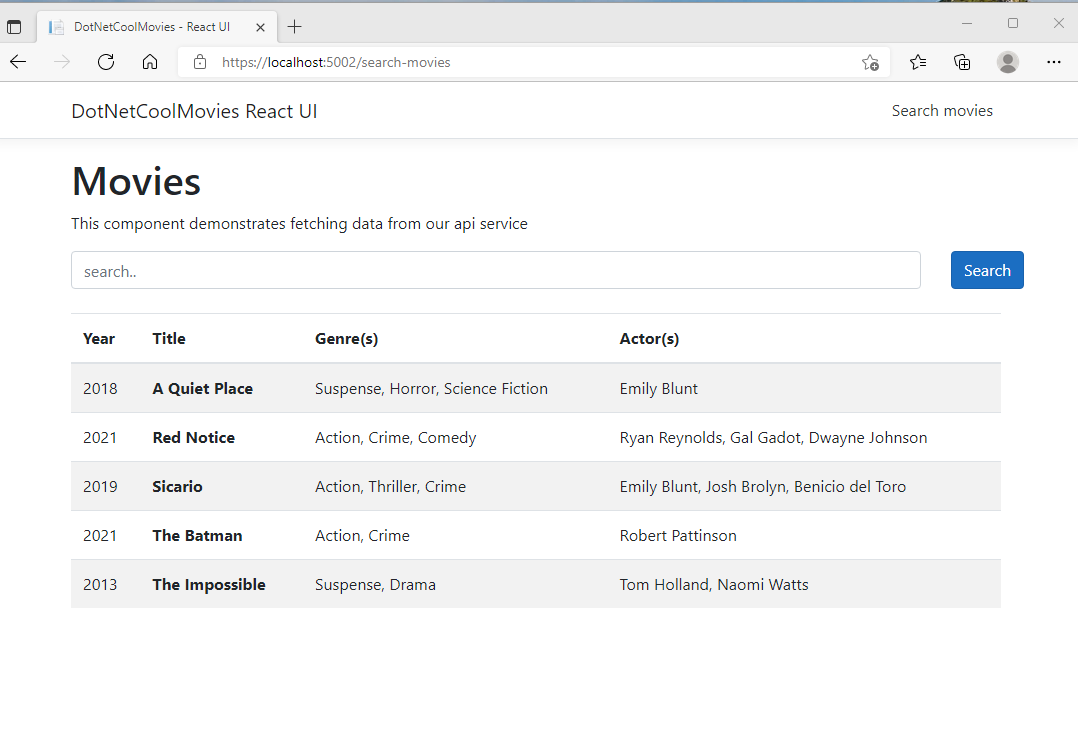 DotNetCoolMovies - React UI
https://localhost:5002/search-movies
DotNetCoolMovies React UI Search movies
Movies
This component demonstrates fetching data from our api service
search.. Search
Year Title Genre(s) Actor(s)
2018 A Quiet Place Suspense, Horror, Science Fiction Emily Blunt
2021 Red Notice Action, Crime, Comedy Ryan Reynolds, Gal Gadot, Dwayne Johnson
2019 Sicario Action, Thriller, Crime Emily Blunt, Josh Brolyn, Benicio del Toro
2021 The Batman Action, Crime Robert Pattinson
2013 The Impossible Suspense, Drama Tom Holland, Naomi Watts